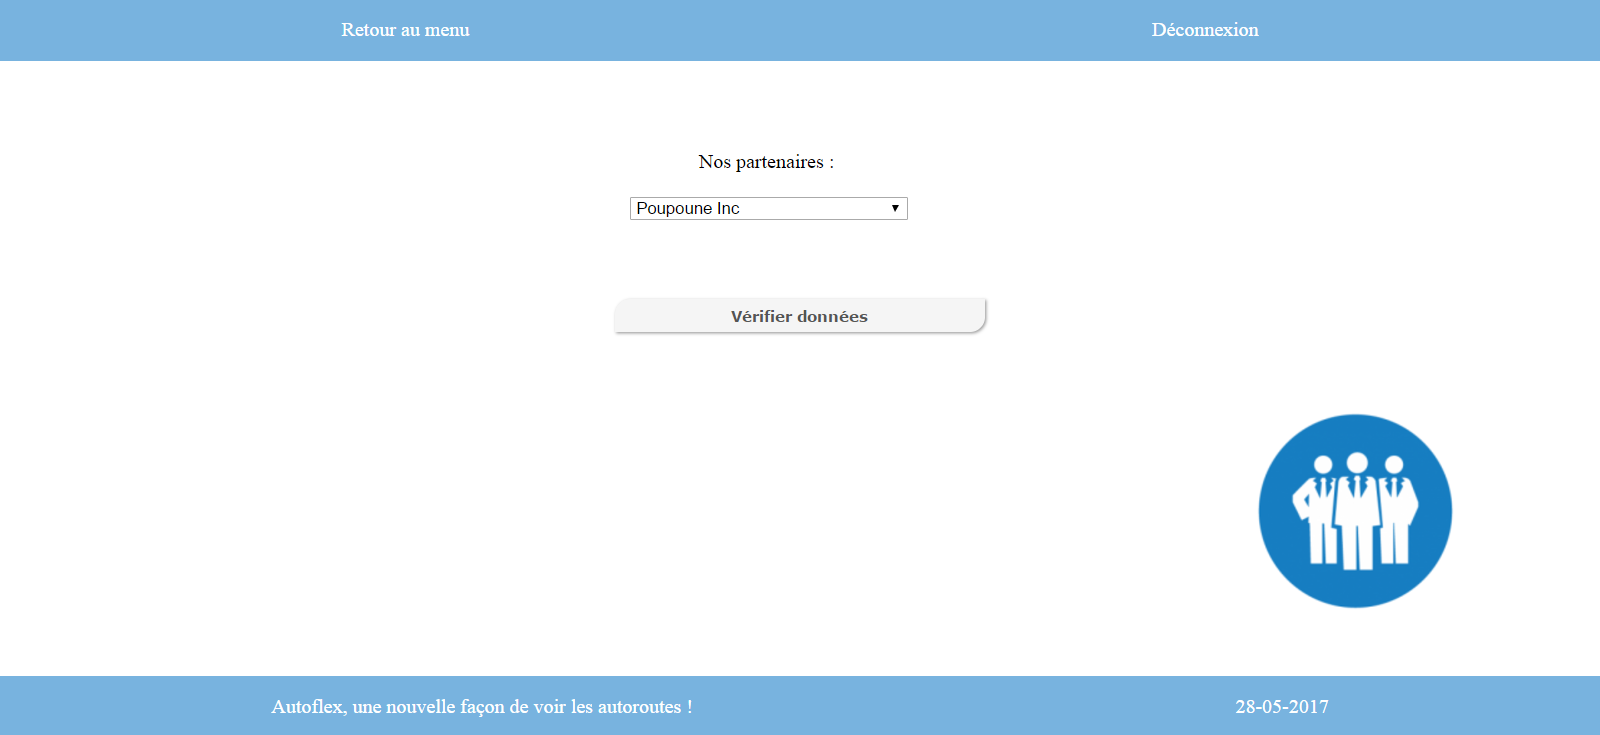 Retour au menu
Déconnexion
Nos partenaires :
Poupoune Inc
Vérifier données
Autoflex, une nouvelle façon de voir les autoroutes !
28-05-2017